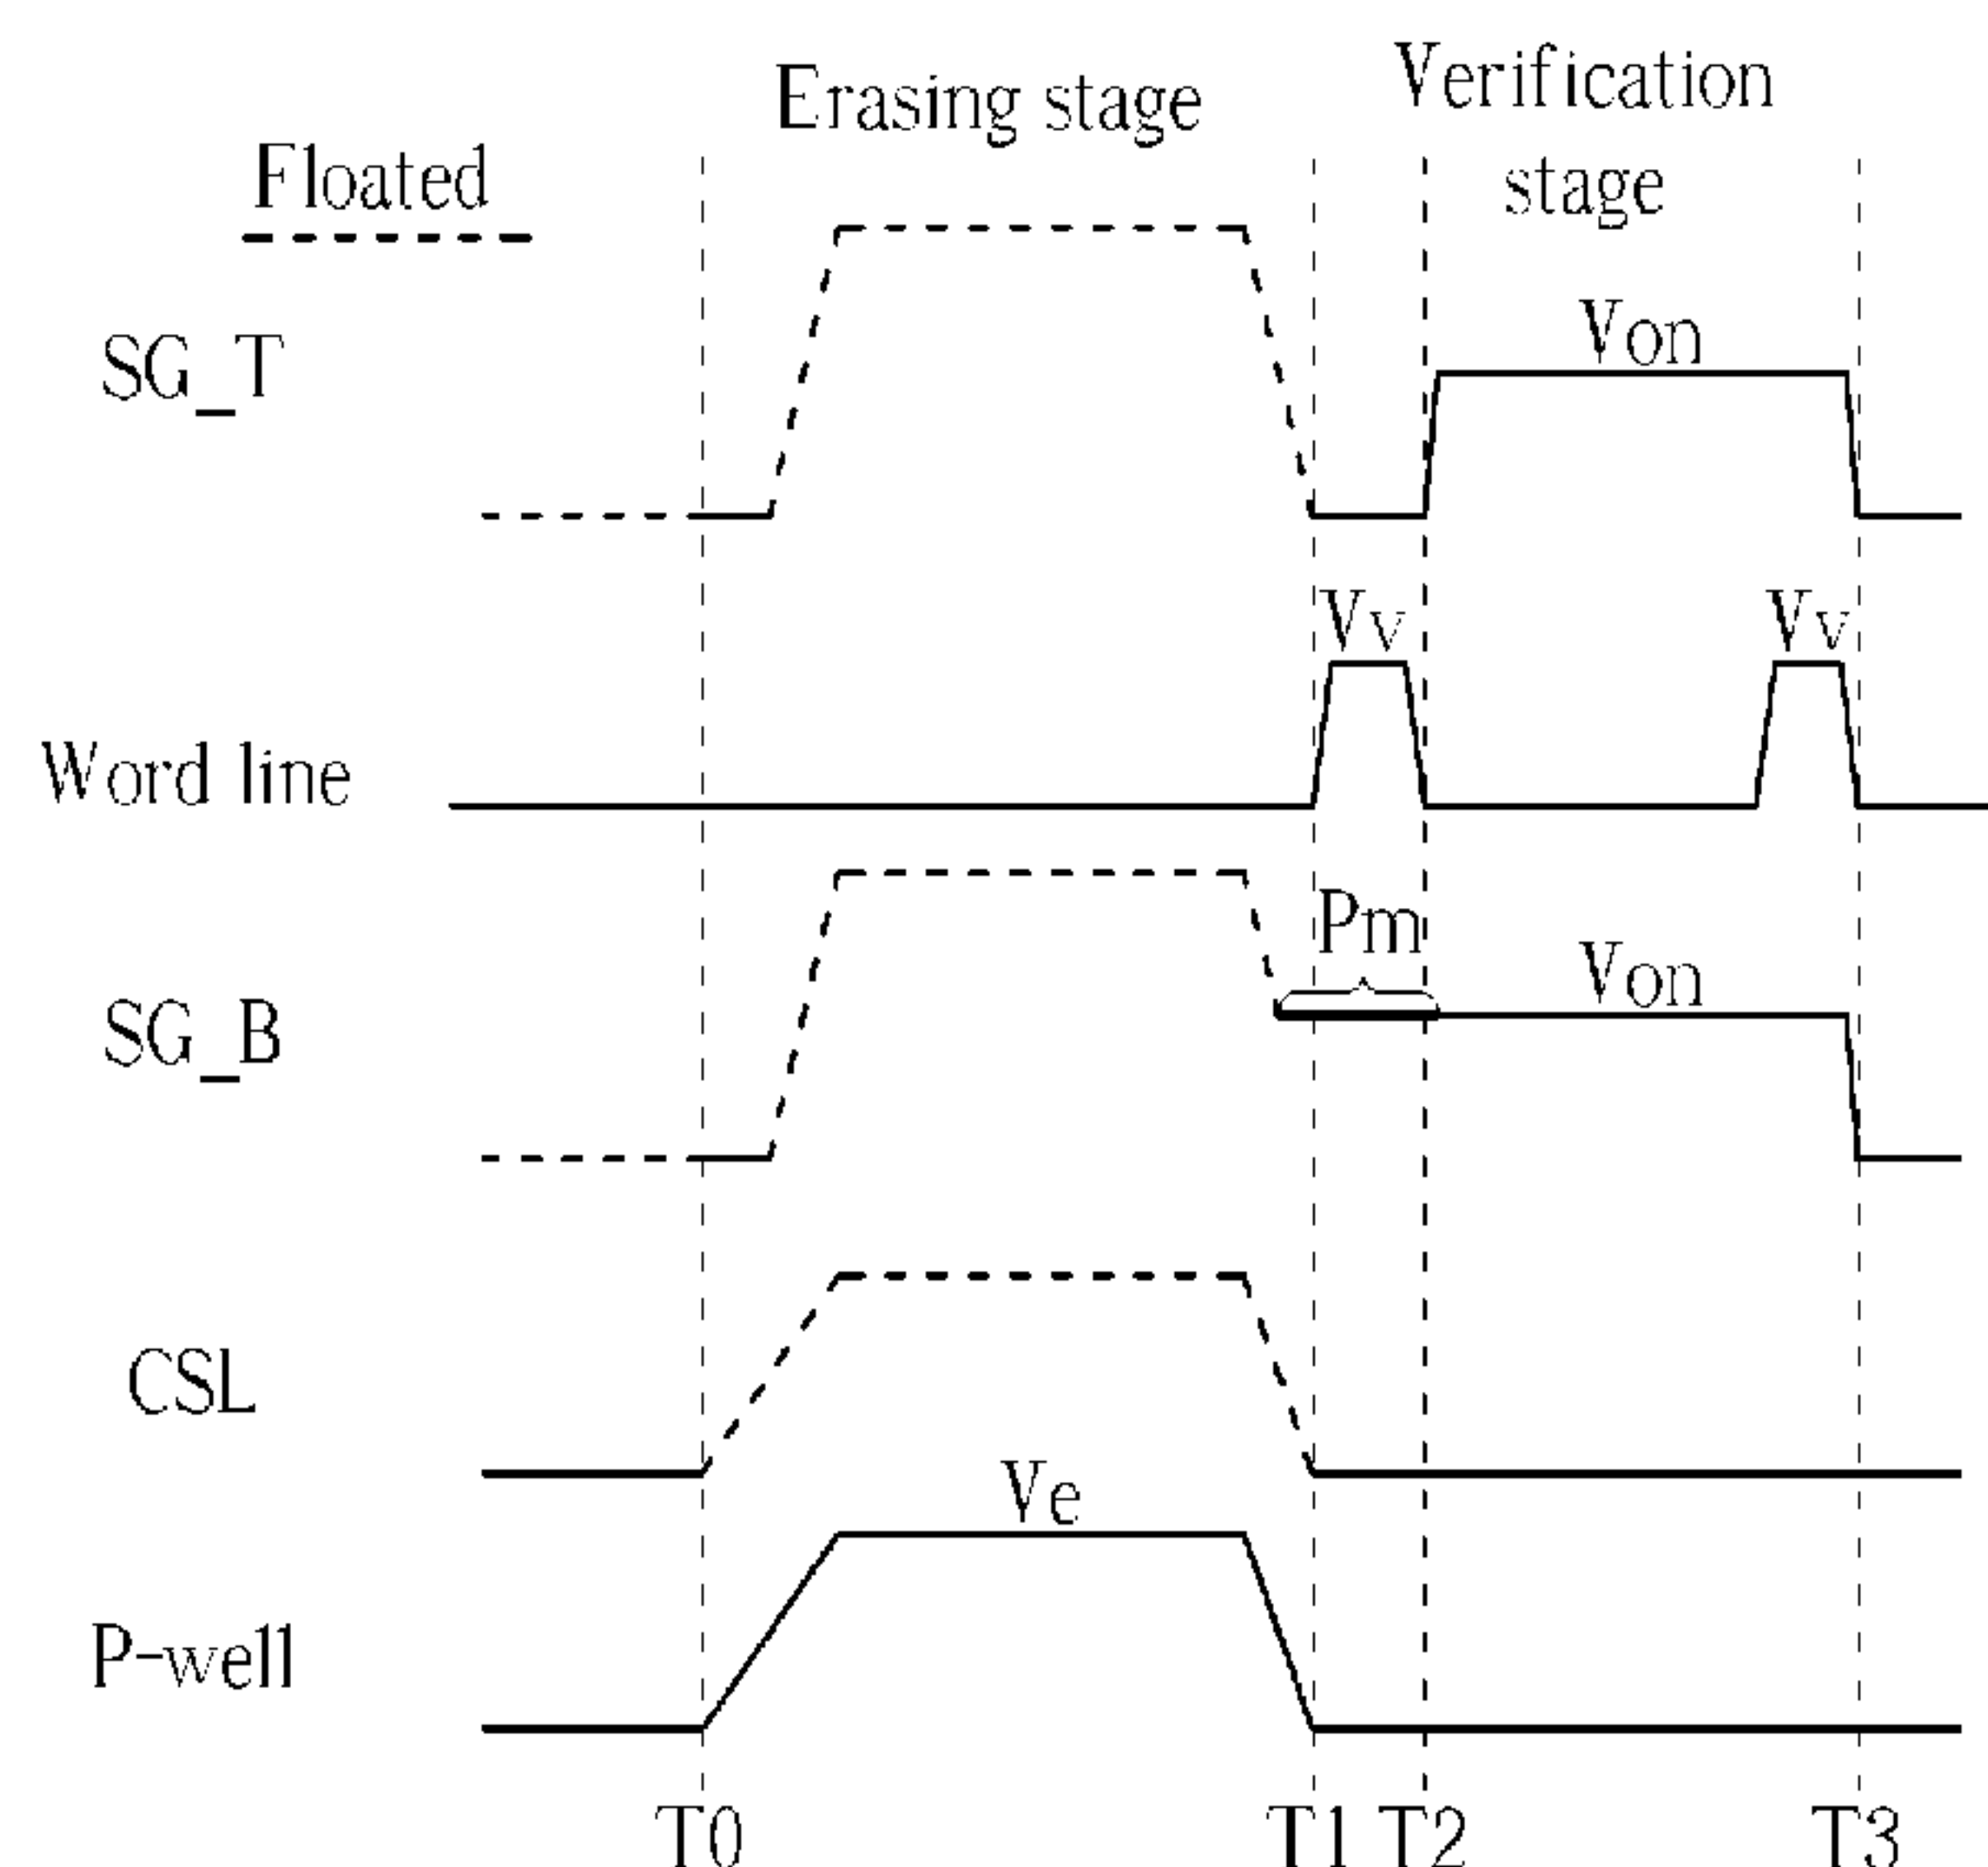 Erasing stage
Verification
stage
Floated
SG_T
Von
Word line
Vv
Vv
SG_B
Pm
Von
CSL
P-well
Ve
T0
T1
T2
T3